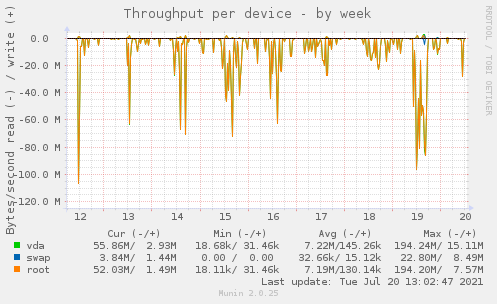 Throughput per device - by week
RRDTOOL / TOBI OETIKER
Bytes/second read (-) / write (+)
0.0 M
-20.0 M
-40.0 M
-60.0 M
-80.0 M
-100.0 M
-120.0 M
12 13 14 15 16 17 18 19 20
Cur (-/+) Min (-/+) Avg (-/+) Max (-/+)
vda 55.86M/ 2.93M 18.68k/ 31.46k 7.22M/145.26k 194.24M/ 15.11M
swap 3.84M/ 1.44M 0.00 / 0.00 32.66k/ 15.12k 22.80M/ 8.49M
root 52.03M/ 1.49M 18.11k/ 31.46k 7.19M/130.14k 194.20M/ 7.57M
Last update: Tue Jul 20 13:02:47 2021
Munin 2.0.25